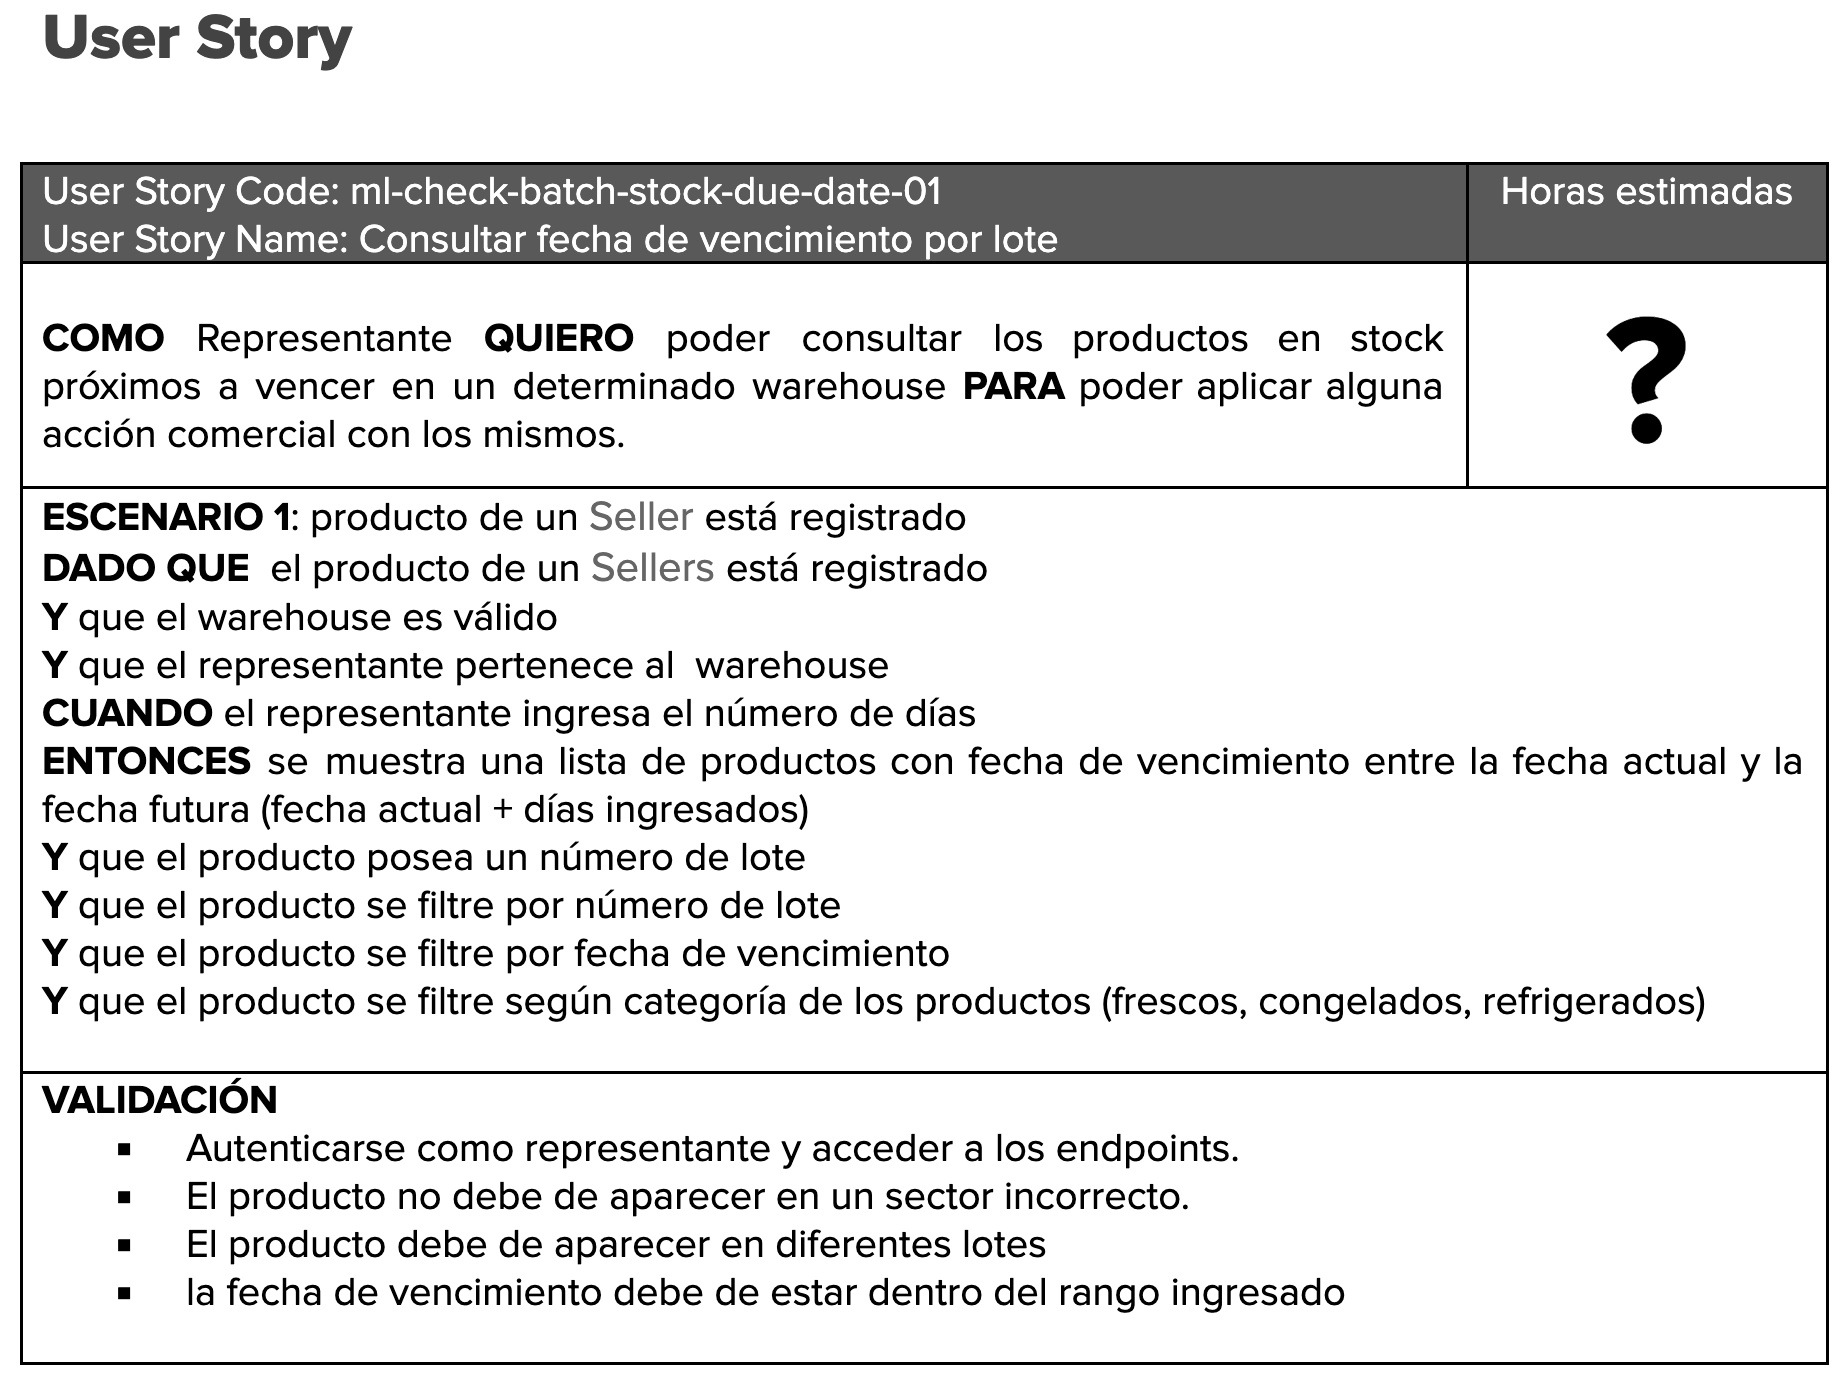 User Story
User Story Code: ml-check-batch-stock-due-date-01
User Story Name: Consultar fecha de vencimiento por lote
Horas estimadas
COMO Representante QUIERO poder consultar los productos en stock
próximos a vencer en un determinado warehouse PARA poder aplicar alguna
acción comercial con los mismos.
?
ESCENARIO 1: producto de un Seller está registrado
DADO QUE el producto de un Sellers está registrado
Y que el warehouse es válido
Y que el representante pertenece al warehouse
CUANDO el representante ingresa el número de días
ENTONCES se muestra una lista de productos con fecha de vencimiento entre la fecha actual y la
fecha futura (fecha actual + días ingresados)
Y que el producto posea un número de lote
Y que el producto se filtre por número de lote
Y que el producto se filtre por fecha de vencimiento
Y que el producto se filtre según categoría de los productos (frescos, congelados, refrigerados)
VALIDACIÓN
▪ Autenticarse como representante y acceder a los endpoints.
▪ El producto no debe de aparecer en un sector incorrecto.
▪ El producto debe de aparecer en diferentes lotes
▪ la fecha de vencimiento debe de estar dentro del rango ingresado